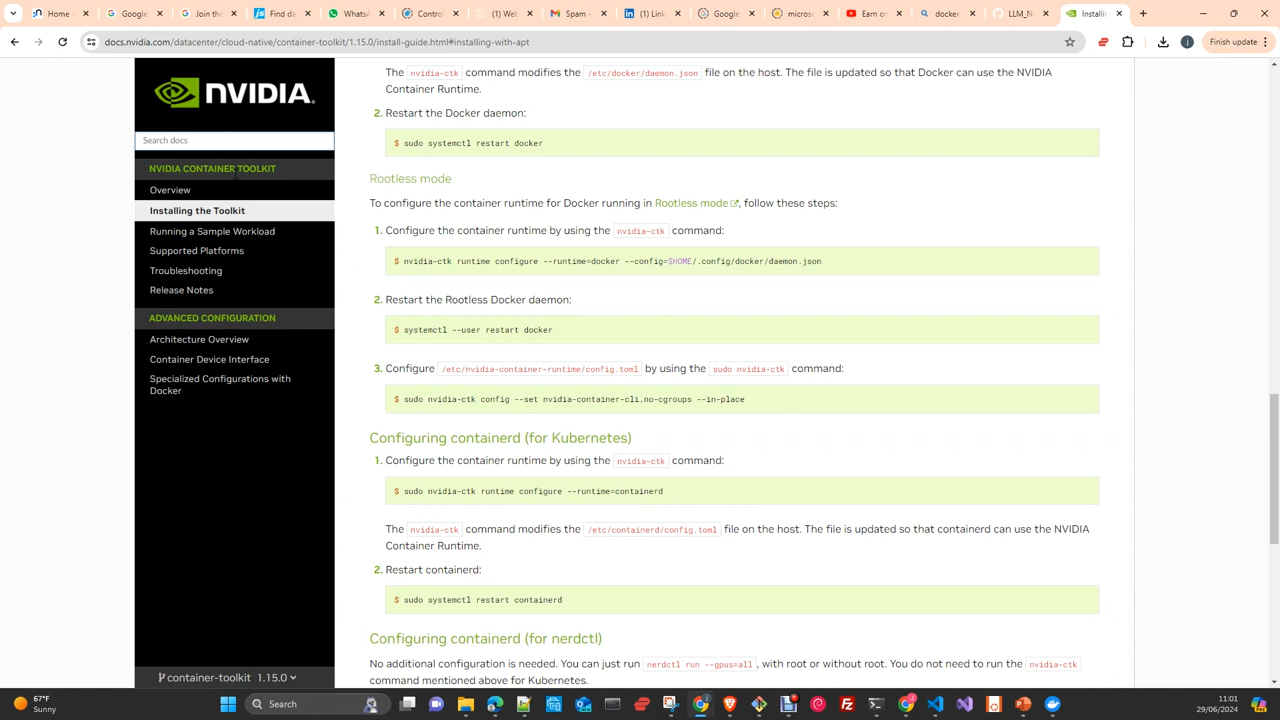 Home
New
WhatsA
Spam -
(1) Link
Ground
micros
Ear on
docker
LLM_N
Installin
docs.nvidia.com/datacenter/cloud-native/container-toolkit/1.15.0/install-guide.html#installing-with-apt
Finish update
NVIDIA.
Search docs
NVIDIA CONTAINER TOOLKIT
Overview
Installing the Toolkit
Running a Sample Workload
Supported Platforms
Troubleshooting
Release Notes
ADVANCED CONFIGURATION
Architecture Overview
Container Device Interface
Specialized Configurations with
Docker
container-toolkit 1.15.0
The nvidia-ctk command modifies the /etc/docker/daemon.json file on the host. The file is updated so that Docker can use the NVIDIA
Container Runtime.
2. Restart the Docker daemon:
$ sudo systemctl restart docker
Rootless mode
To configure the container runtime for Docker running in Rootless mode, follow these steps:
1. Configure the container runtime by using the nvidia-ctk command:
$ nvidia-ctk runtime configure --runtime=docker --config=$HOME/.config/docker/daemon.json
2. Restart the Rootless Docker daemon:
$ systemctl --user restart docker
3. Configure /etc/nvidia-container-runtime/config.toml by using the sudo nvidia-ctk command:
$ sudo nvidia-ctk config --set nvidia-container-cli.no-cgroups --in-place
Configuring containerd (for Kubernetes)
1. Configure the container runtime by using the nvidia-ctk command:
$ sudo nvidia-ctk runtime configure --runtime=containerd
The nvidia-ctk command modifies the /etc/containerd/config.toml file on the host. The file is updated so that containerd can use the NVIDIA
Container Runtime.
2. Restart containerd:
$ sudo systemctl restart containerd
Configuring containerd (for nerdctl)
No additional configuration is needed. You can just run nerdctl run --gpus=all, with root or without root. You do not need to run the nvidia-ctk
command mentioned above for Kubernetes.
67°F
Sunny
Search
11:01
29/06/2024